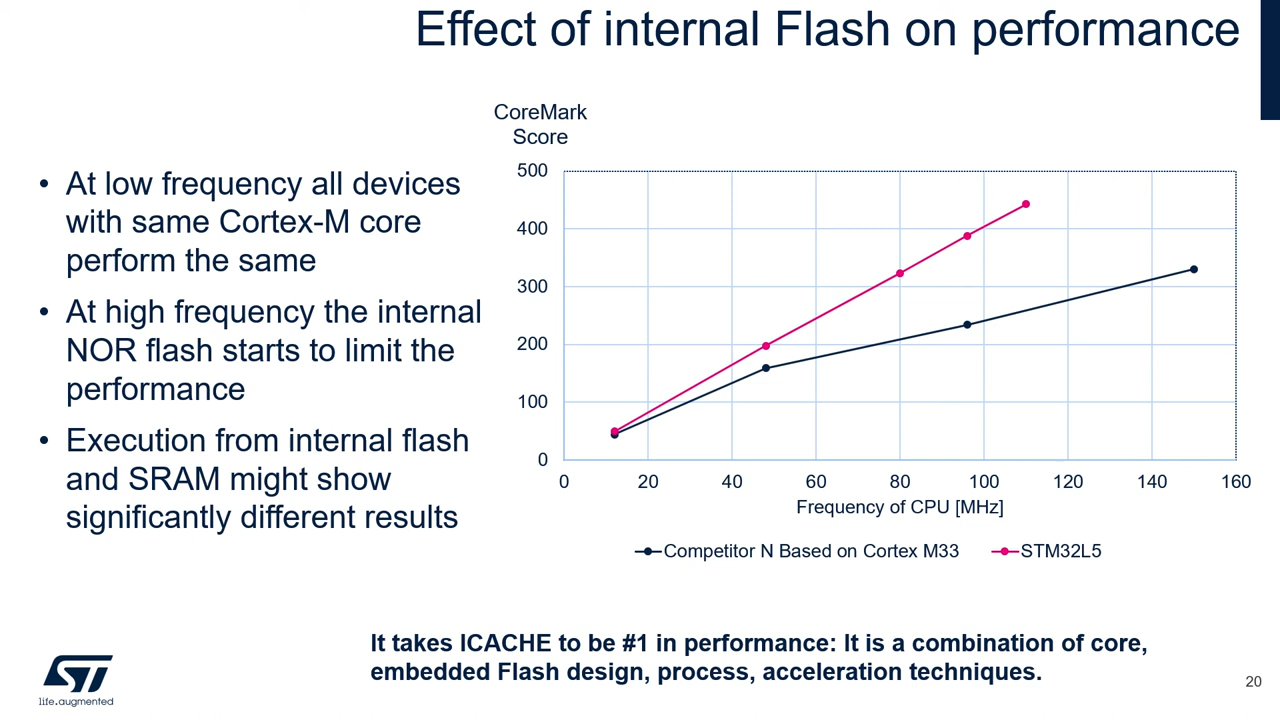 Effect of internal Flash on performance
• At low frequency all devices
with same Cortex-M core
perform the same
• At high frequency the internal
NOR flash starts to limit the
performance
• Execution from internal flash
and SRAM might show
significantly different results
CoreMark
Score
500
400
300
200
100
0
0 20 40 60 80 100 120 140 160
Frequency of CPU [MHz]
Competitor N Based on Cortex M33 STM32L5
It takes ICACHE to be #1 in performance: It is a combination of core,
embedded Flash design, process, acceleration techniques.
ST
life.augmented
20